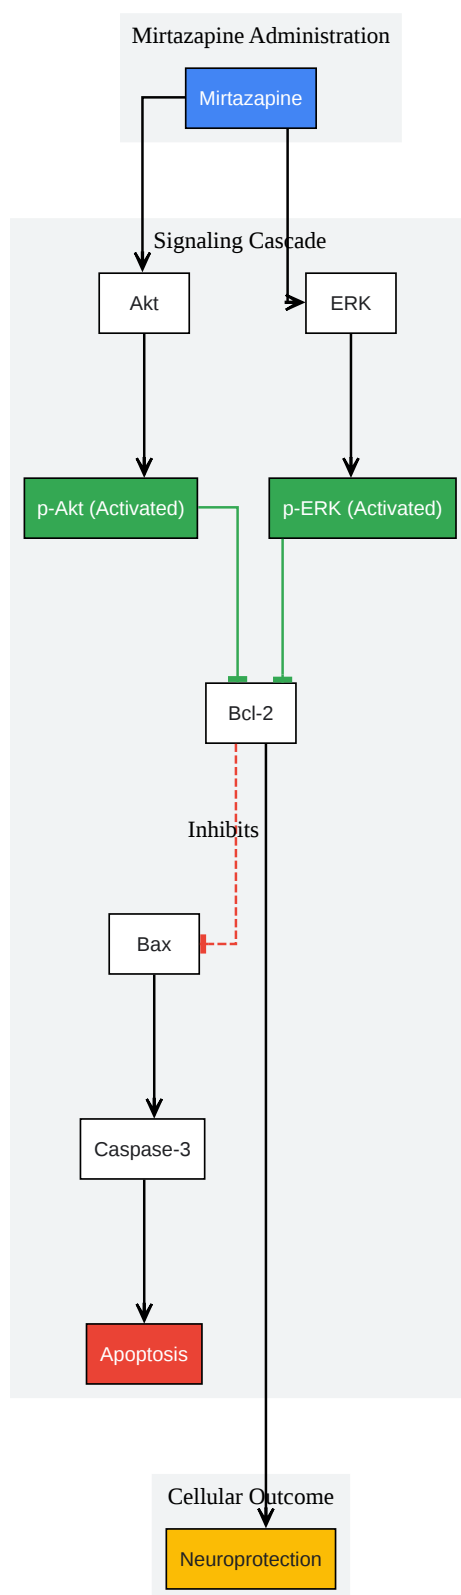 Mirtazapine Administration
Mirtazapine
Signaling Cascade
Akt
ERK
p-Akt (Activated)
p-ERK (Activated)
Bcl-2
Inhibits
Bax
Caspase-3
Apoptosis
Cellular Outcome
Neuroprotection